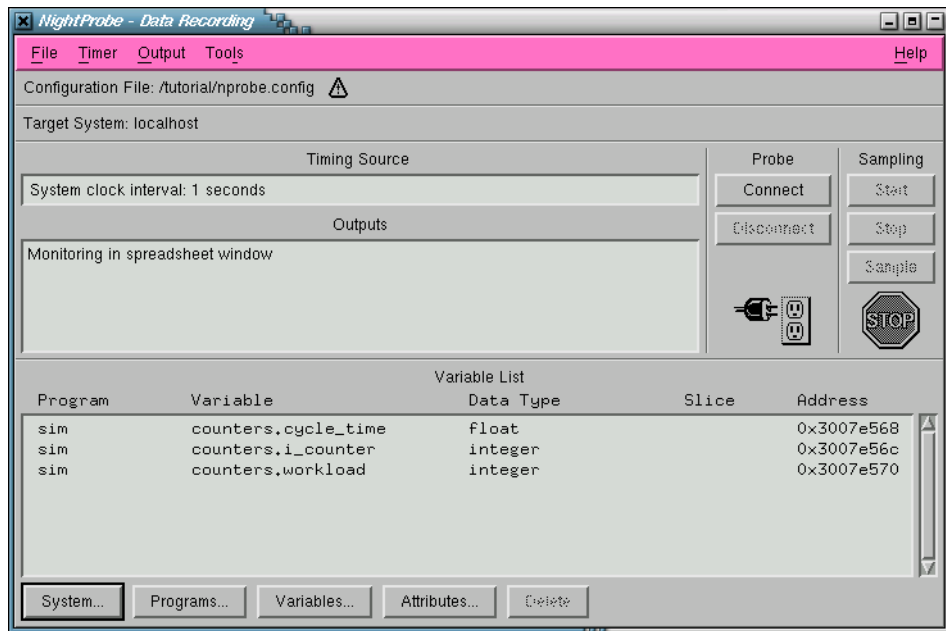 NightProbe - Data Recording
File Timer Output Tools Help
Configuration File: /tutorial/nprobe.config
Target System: localhost
Timing Source Probe Sampling
System clock interval: 1 seconds Connect Start
Outputs Disconnect Stop
Monitoring in spreadsheet window Sample
STOP
Variable List
Program Variable Data Type Slice Address
sim counters.cycle_time float 0x3007e568
sim counters.i_counter integer 0x3007e56c
sim counters.workload integer 0x3007e570
System... Programs... Variables... Attributes... Delete